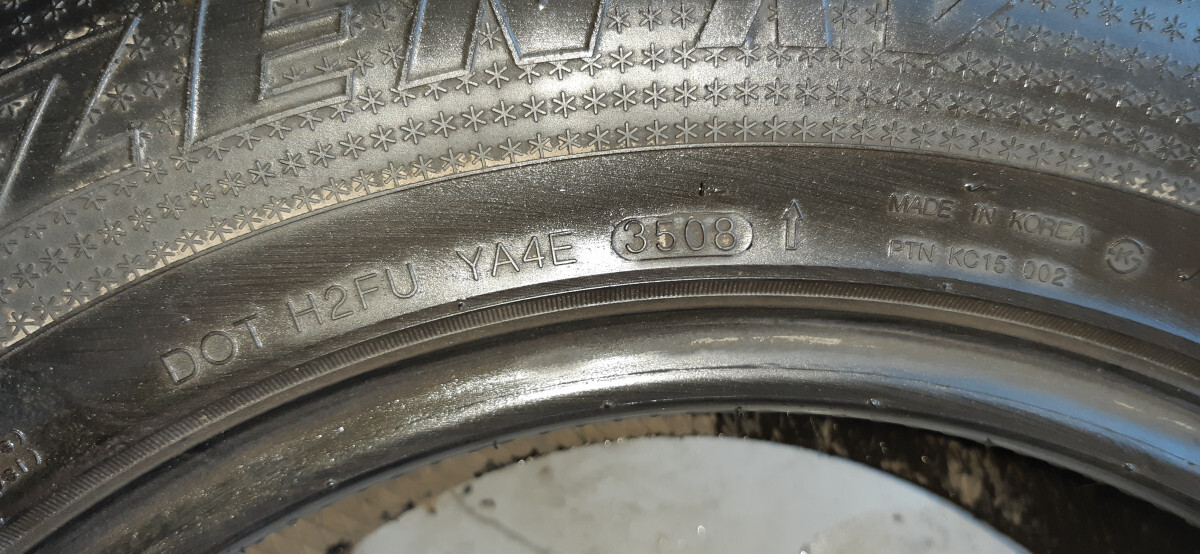 DOT H2FU YA4E 3508
MADE IN KOREA
PTN KC15 002